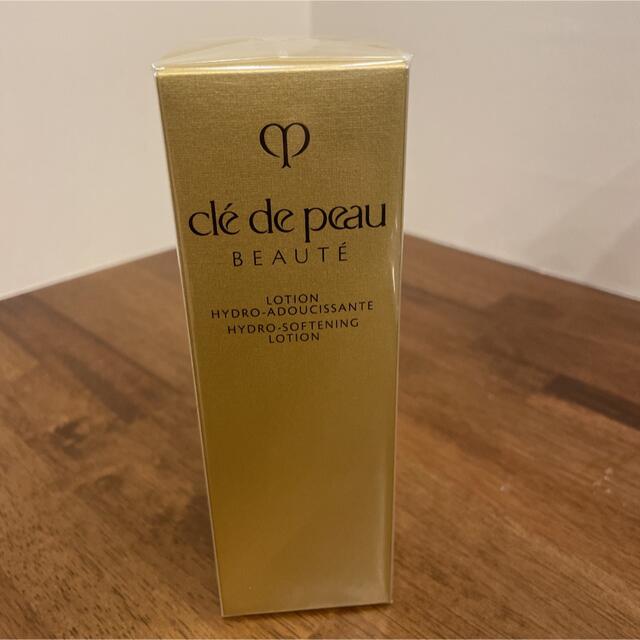 clé de peau
BEAUTÉ
LOTION
HYDRO-ADOUCISSANTE
HYDRO-SOFTENING
LOTION